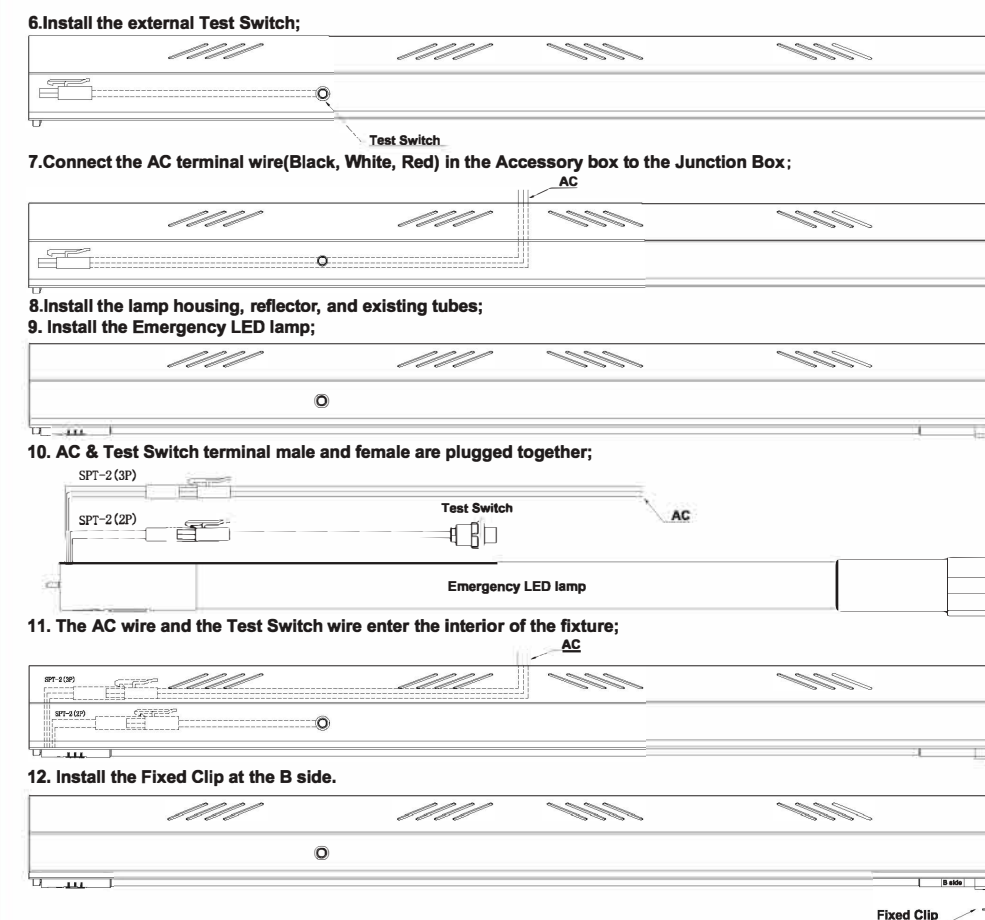 6.Install the external Test Switch;
Test Switch
7.Connect the AC terminal wire(Black, White, Red) in the Accessory box to the Junction Box;
AC
8.Install the lamp housing, reflector, and existing tubes;
9. Install the Emergency LED lamp;
10. AC & Test Switch terminal male and female are plugged together;
SPT-2(3P)
Test Switch
AC
SPT-2(2P)
Emergency LED lamp
11. The AC wire and the Test Switch wire enter the interior of the fixture;
AC
SPT-2(3P)
SPT-2(2P)
12. Install the Fixed Clip at the B side.
B side
Fixed Clip